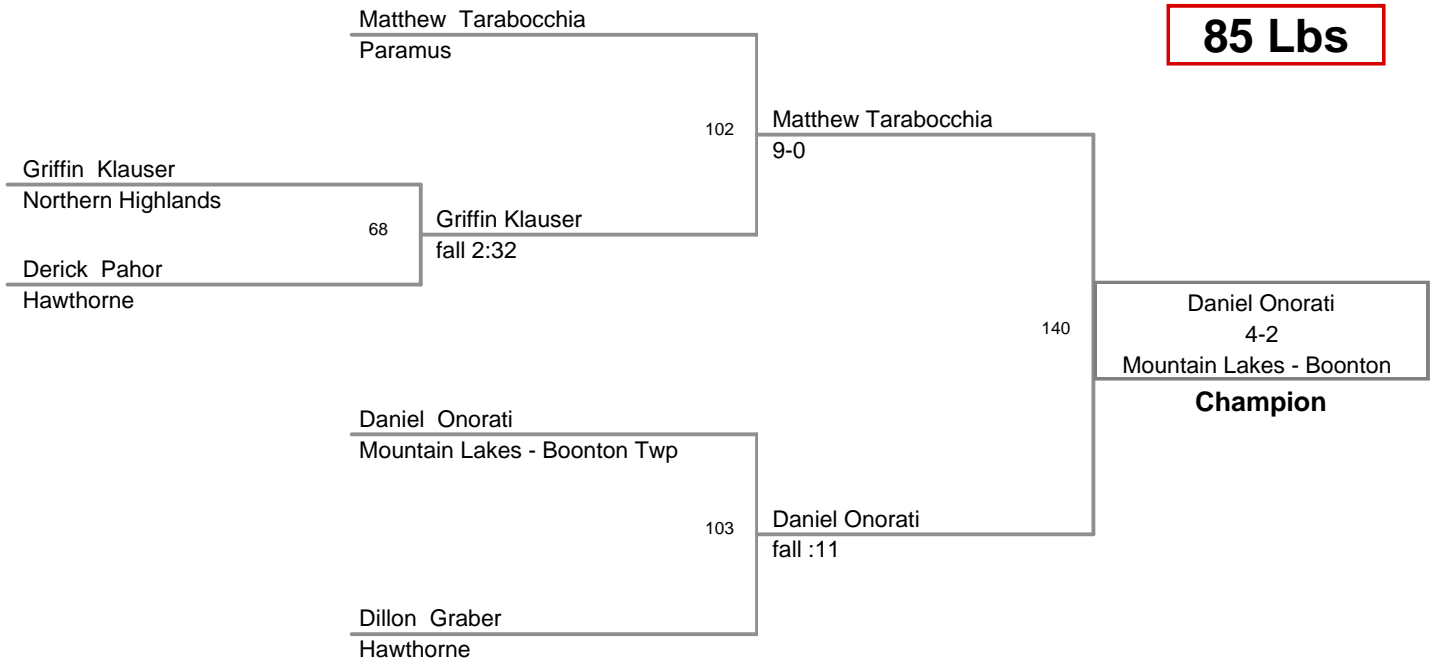 Matthew  Tarabocchia
Paramus
85 Lbs
102
Matthew Tarabocchia
9-0
Griffin  Klauser
Northern Highlands
68
Griffin Klauser
fall 2:32
Derick  Pahor
Hawthorne
140
Daniel Onorati
4-2
Mountain Lakes - Boonton
Champion
Daniel  Onorati
Mountain Lakes - Boonton Twp
103
Daniel Onorati
fall :11
Dillon  Graber
Hawthorne